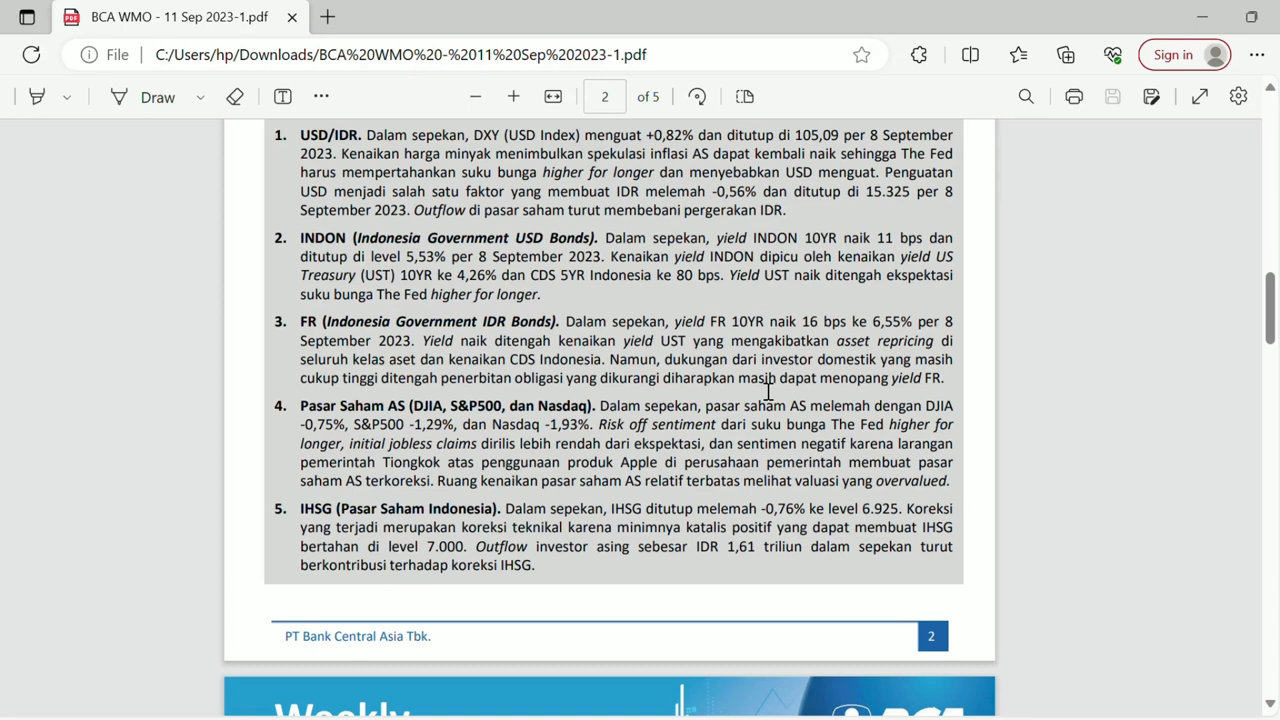 BCA WMO - 11 Sep 2023-1.pdf
File
C:/Users/hp/Downloads/BCA%20WMO%20-%2011%20Sep%202023-1.pdf
Sign in
Draw
2 of 5
1. USD/IDR. Dalam sepekan, DXY (USD Index) menguat +0,82% dan ditutup di 105,09 per 8 September
2023. Kenaikan harga minyak menimbulkan spekulasi inflasi AS dapat kembali naik sehingga The Fed
harus mempertahankan suku bunga higher for longer dan menyebabkan USD menguat. Penguatan
USD menjadi salah satu faktor yang membuat IDR melemah -0,56% dan ditutup di 15.325 per 8
September 2023. Outflow di pasar saham turut membebani pergerakan IDR.
2. INDON (Indonesia Government USD Bonds). Dalam sepekan, yield INDON 10YR naik 11 bps dan
ditutup di level 5,53% per 8 September 2023. Kenaikan yield INDON dipicu oleh kenaikan yield US
Treasury (UST) 10YR ke 4,26% dan CDS 5YR Indonesia ke 80 bps. Yield UST naik ditengah ekspektasi
suku bunga The Fed higher for longer.
3. FR (Indonesia Government IDR Bonds). Dalam sepekan, yield FR 10YR naik 16 bps ke 6,55% per 8
September 2023. Yield naik ditengah kenaikan yield UST yang mengakibatkan asset repricing di
seluruh kelas aset dan kenaikan CDS Indonesia. Namun, dukungan dari investor domestik yang masih
cukup tinggi ditengah penerbitan obligasi yang dikurangi diharapkan masih dapat menopang yield FR.
4. Pasar Saham AS (DJIA, S&P500, dan Nasdaq). Dalam sepekan, pasar saham AS melemah dengan DJIA
-0,75%, S&P500 -1,29%, dan Nasdaq -1,93%. Risk off sentiment dari suku bunga The Fed higher for
longer, initial jobless claims dirilis lebih rendah dari ekspektasi, dan sentimen negatif karena larangan
pemerintah Tiongkok atas penggunaan produk Apple di perusahaan pemerintah membuat pasar
saham AS terkoreksi. Ruang kenaikan pasar saham AS relatif terbatas melihat valuasi yang overvalued.
5. IHSG (Pasar Saham Indonesia). Dalam sepekan, IHSG ditutup melemah -0,76% ke level 6.925. Koreksi
yang terjadi merupakan koreksi teknikal karena minimnya katalis positif yang dapat membuat IHSG
bertahan di level 7.000. Outflow investor asing sebesar IDR 1,61 triliun dalam sepekan turut
berkontribusi terhadap koreksi IHSG.
PT Bank Central Asia Tbk.
2
Weekly
BCA